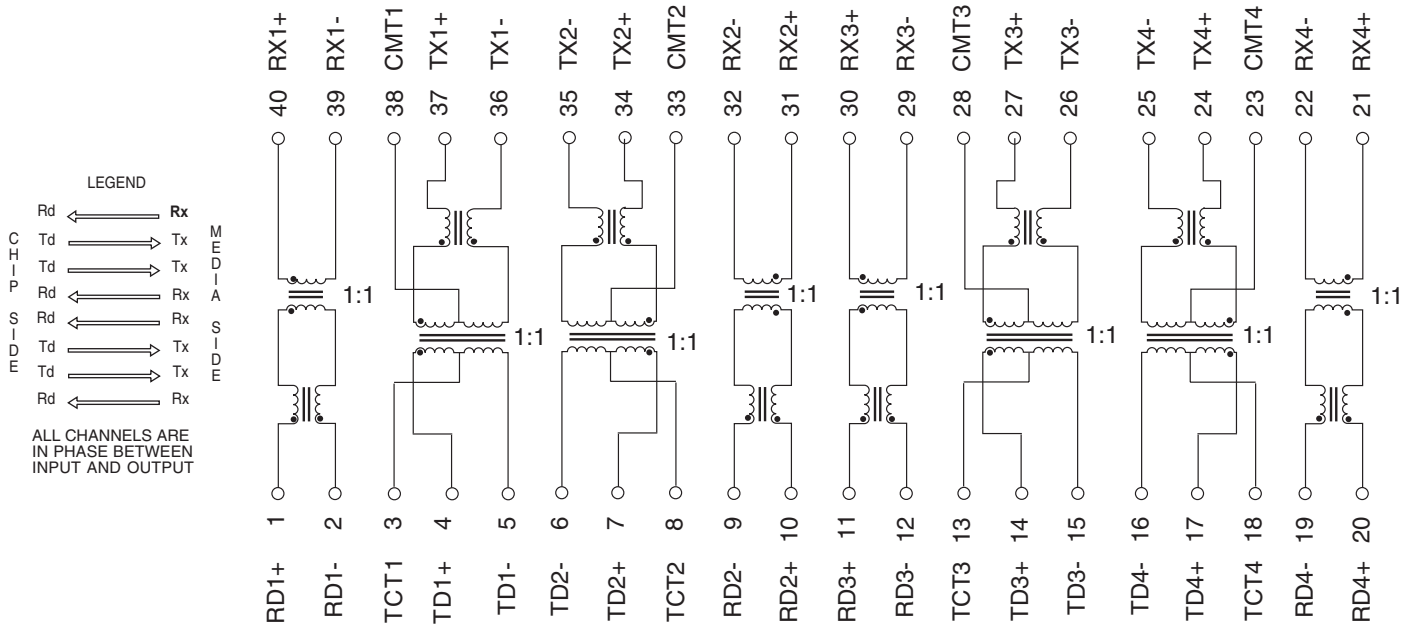 RX1+ RX1- CMT1 TX1+ TX1- TX2- TX2+ CMT2 RX2- RX2+ RX3+ RX3- CMT3 TX3+ TX3- TX4- TX4+ CMT4 RX4- RX4+
40 39 38 37 36 35 34 33 32 31 30 29 28 27 26 25 24 23 22 21
LEGEND
Rd Rx
Td Tx
Td Tx
Rd Rx
Rd Rx
Td Tx
Td Tx
Rd Rx
CHIP SIDE
MEDIA SIDE
ALL CHANNELS ARE
IN PHASE BETWEEN
INPUT AND OUTPUT
1:1 1:1 1:1 1:1 1:1 1:1 1:1 1:1
1 2 3 4 5 6 7 8 9 10 11 12 13 14 15 16 17 18 19 20
RD1+ RD1- TCT1 TD1+ TD1- TD2- TD2+ TCT2 RD2- RD2+ RD3+ RD3- TCT3 TD3+ TD3- TD4- TD4+ TCT4 RD4- RD4+